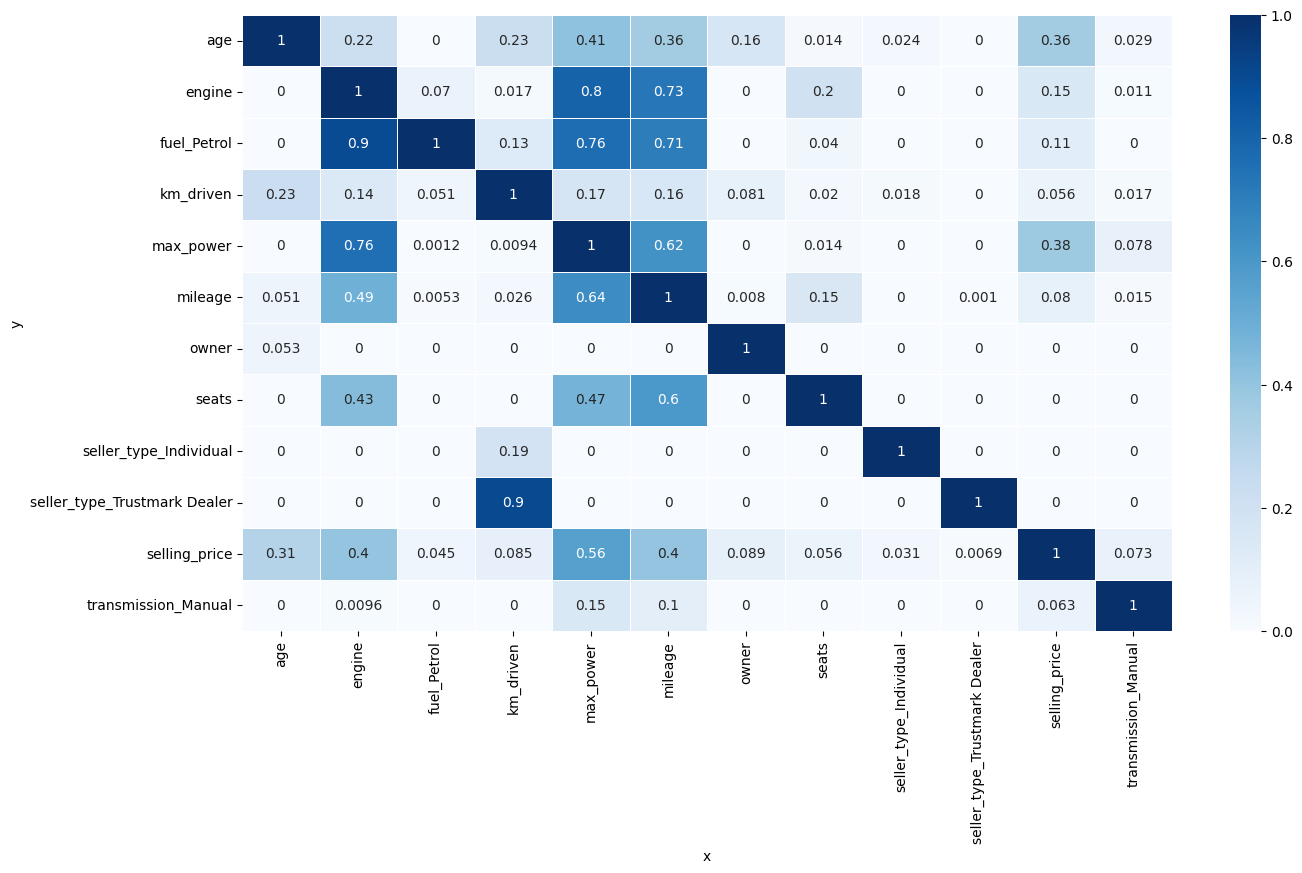 age 1 0.22 0 0.23 0.41 0.36 0.16 0.014 0.024 0 0.36 0.029
engine 0 1 0.07 0.017 0.8 0.73 0 0.2 0 0 0.15 0.011
fuel_Petrol 0 0.9 1 0.13 0.76 0.71 0 0.04 0 0 0.11 0
km_driven 0.23 0.14 0.051 1 0.17 0.16 0.081 0.02 0.018 0 0.056 0.017
max_power 0 0.76 0.0012 0.0094 1 0.62 0 0.014 0 0 0.38 0.078
mileage 0.051 0.49 0.0053 0.026 0.64 1 0.008 0.15 0 0.001 0.08 0.015
owner 0.053 0 0 0 0 0 1 0 0 0 0 0
seats 0 0.43 0 0 0.47 0.6 0 1 0 0 0 0
seller_type_Individual 0 0 0 0.19 0 0 0 0 1 0 0 0
seller_type_Trustmark Dealer 0 0 0 0.9 0 0 0 0 0 1 0 0
selling_price 0.31 0.4 0.045 0.085 0.56 0.4 0.089 0.056 0.031 0.0069 1 0.073
transmission_Manual 0 0.0096 0 0 0.15 0.1 0 0 0 0 0.063 1
y
age
engine
fuel_Petrol
km_driven
max_power
mileage
owner
seats
seller_type_Individual
seller_type_Trustmark Dealer
selling_price
transmission_Manual
x
1.0
0.8
0.6
0.4
0.2
0.0